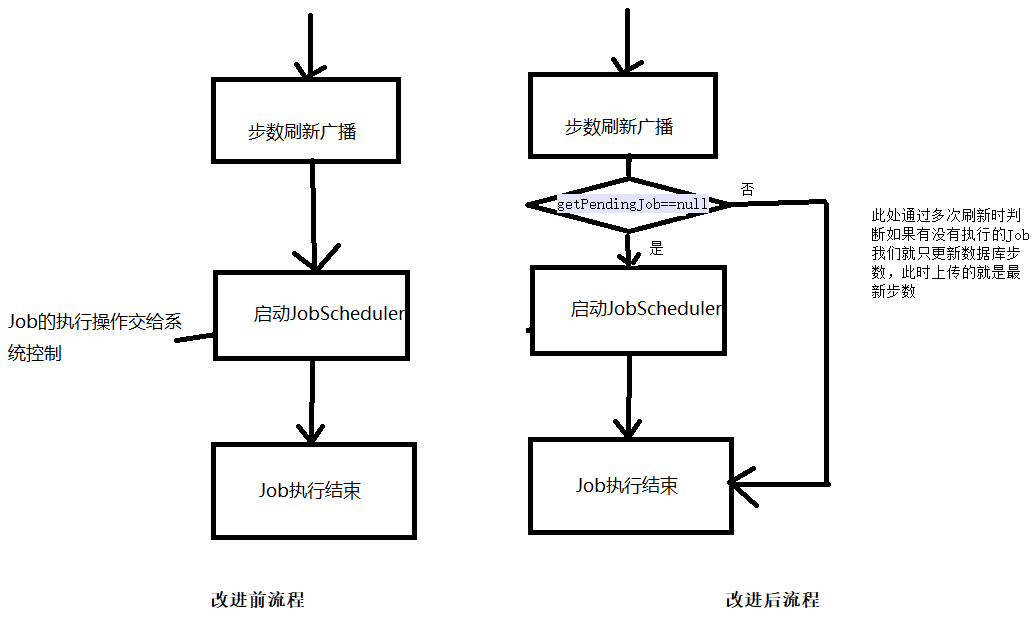 步数刷新广播
启动JobScheduler
Job的执行操作交给系
统控制
Job执行结束
改进前流程
步数刷新广播
getPendingJob==null
否
是
启动JobScheduler
Job执行结束
此处通过多次刷新时判
断如果有没有执行的Job
我们就只更新数据库步
数，此时上传的就是最
新步数
改进后流程